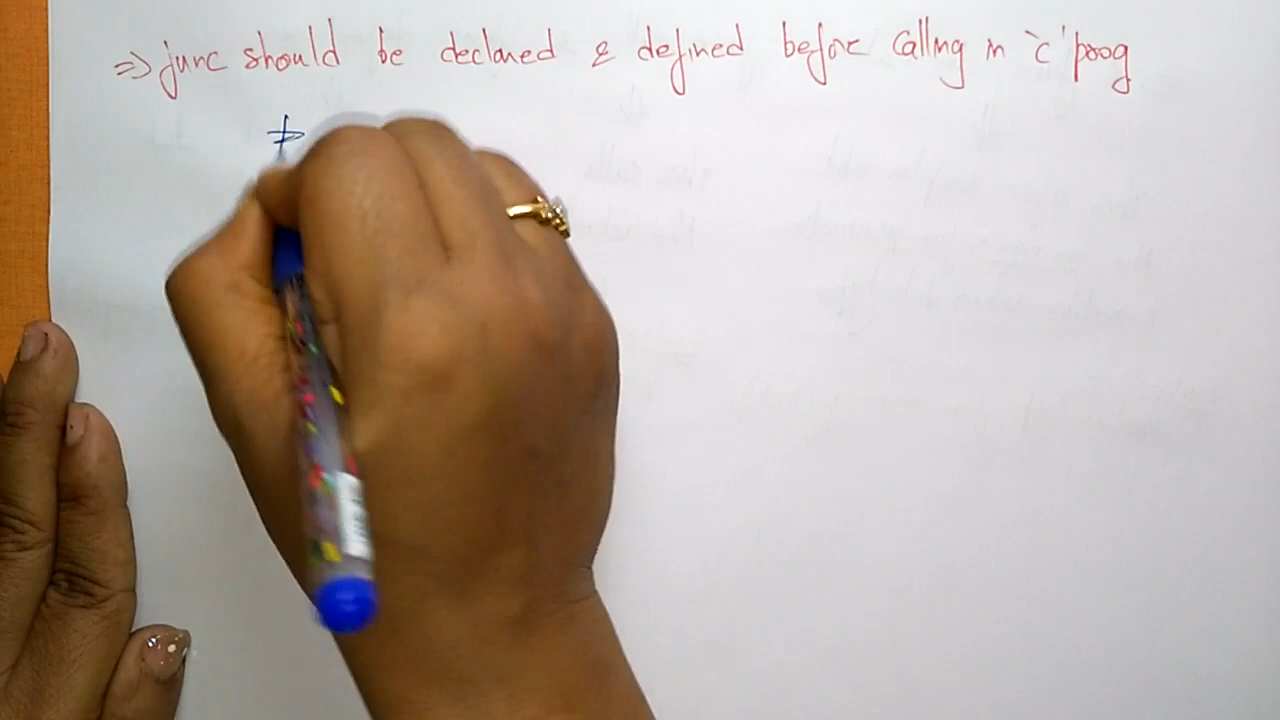 => func should be declared & defined before calling in 'c' prog